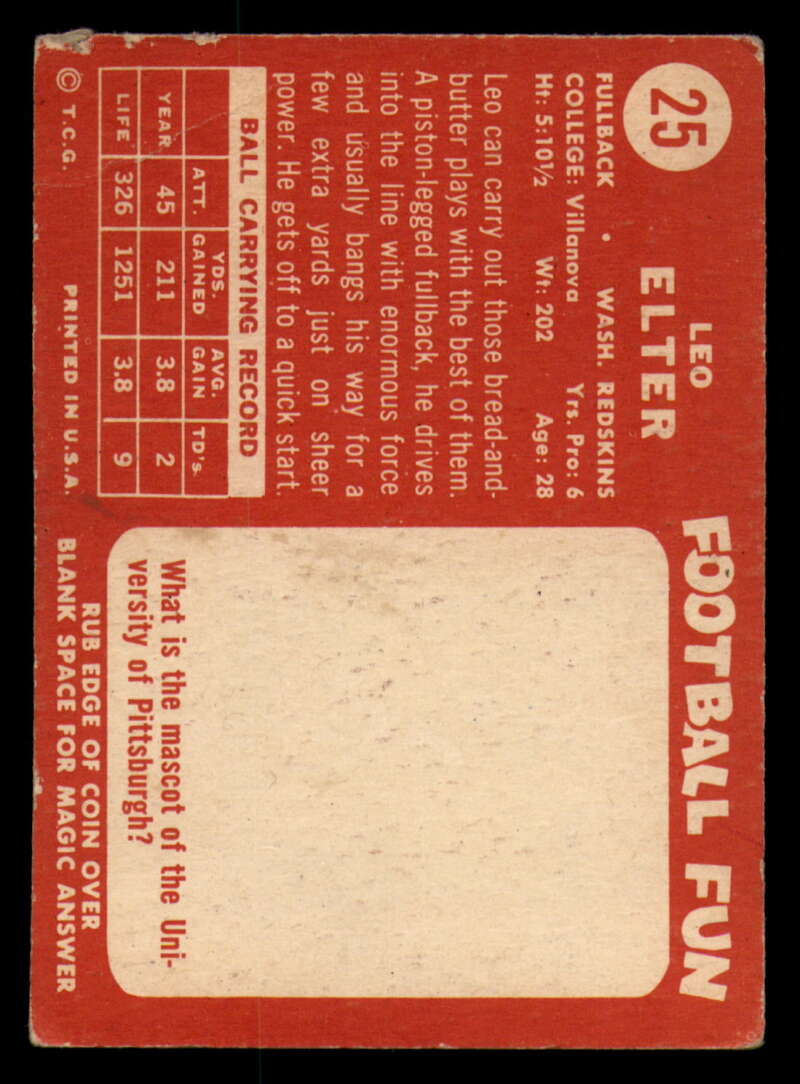 25
LEO
ELTER
FULLBACK • WASH. REDSKINS
COLLEGE: Villanova Yrs. Pro: 6
Ht: 5:10½ Wt: 202 Age: 28
Leo can carry out those bread-and-
butter plays with the best of them.
A piston-legged fullback, he drives
into the line with enormous force
and usually bangs his way for a
few extra yards just on sheer
power. He gets off to a quick start.
BALL CARRYING RECORD
ATT. YDS. GAINED AVG. GAIN TD's.
YEAR 45 211 3.8 2
LIFE 326 1251 3.8 9
© T.C.G. PRINTED IN U.S.A.
FOOTBALL FUN
What is the mascot of the Uni-
versity of Pittsburgh?
RUB EDGE OF COIN OVER
BLANK SPACE FOR MAGIC ANSWER